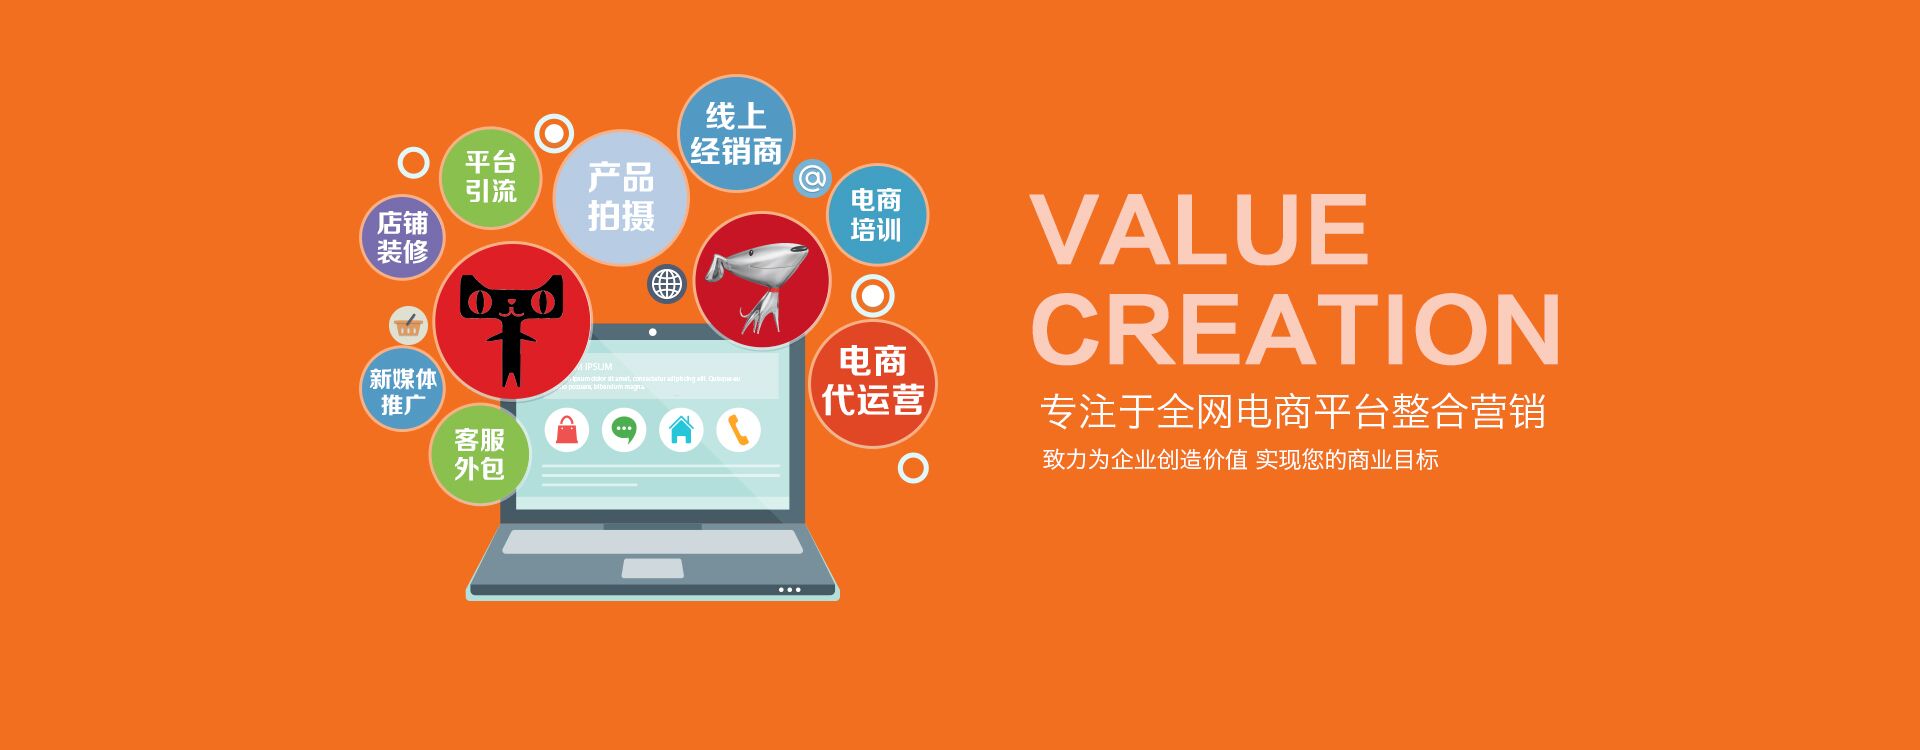 线上
经销商
平台
引流
产品
拍摄
@
电商
培训
店铺
装修
电商
代运营
新媒体
推广
客服
外包
IPSUM
VALUE
CREATION
专注于全网电商平台整合营销
致力为企业创造价值 实现您的商业目标